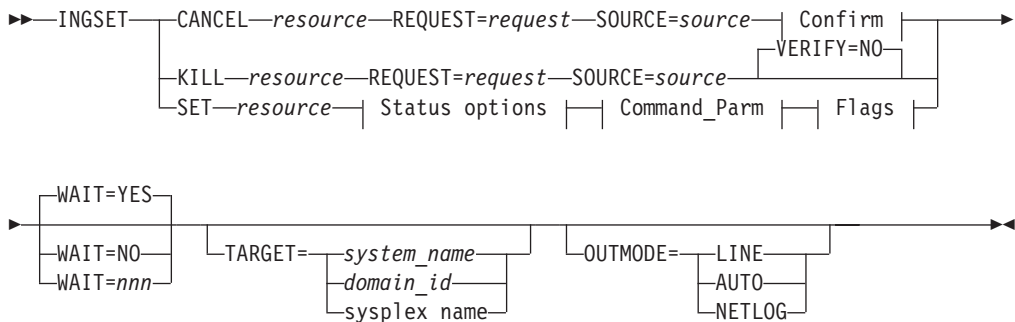 INGSET CANCEL resource REQUEST=request SOURCE=source Confirm
VERIFY=NO
KILL resource REQUEST=request SOURCE=source
SET resource Status options Command_Parm Flags
WAIT=YES
WAIT=NO TARGET= system_name OUTMODE= LINE
WAIT=nnn domain_id AUTO
sysplex name NETLOG